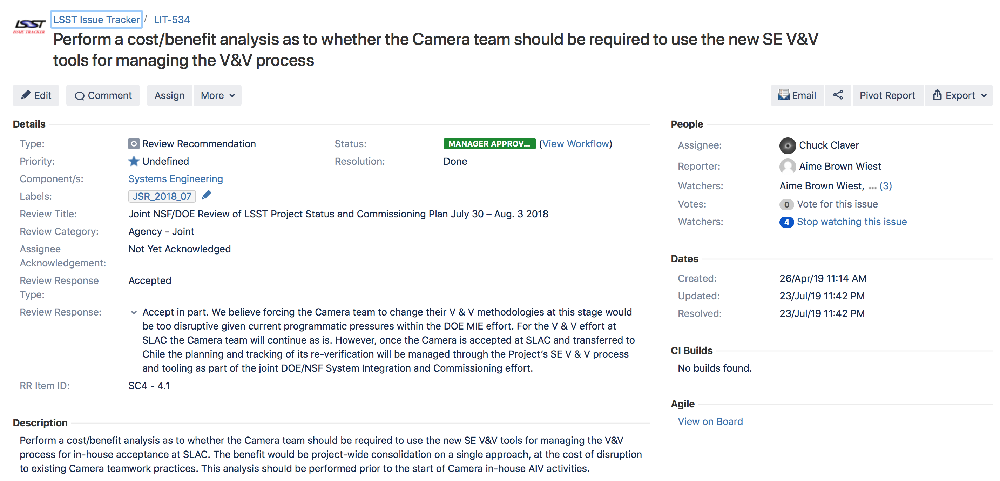 LSST
ISSUE TRACKER
LSST Issue Tracker / LIT-534
Perform a cost/benefit analysis as to whether the Camera team should be required to use the new SE V&V
tools for managing the V&V process
Edit Comment Assign More Email Pivot Report Export
Details
Type: Review Recommendation Status: MANAGER APPROV... (View Workflow)
Priority: Undefined Resolution: Done
Component/s: Systems Engineering
Labels: JSR_2018_07
Review Title: Joint NSF/DOE Review of LSST Project Status and Commissioning Plan July 30 – Aug. 3 2018
Review Category: Agency - Joint
Assignee Not Yet Acknowledged
Acknowledgement:
Review Response Accepted
Type:
Review Response: Accept in part. We believe forcing the Camera team to change their V & V methodologies at this stage would
be too disruptive given current programmatic pressures within the DOE MIE effort. For the V & V effort at
SLAC the Camera team will continue as is. However, once the Camera is accepted at SLAC and transferred to
Chile the planning and tracking of its re-verification will be managed through the Project’s SE V & V process
and tooling as part of the joint DOE/NSF System Integration and Commissioning effort.
RR Item ID: SC4 - 4.1
Description
Perform a cost/benefit analysis as to whether the Camera team should be required to use the new SE V&V tools for managing the V&V
process for in-house acceptance at SLAC. The benefit would be project-wide consolidation on a single approach, at the cost of disruption
to existing Camera teamwork practices. This analysis should be performed prior to the start of Camera in-house AIV activities.
People
Assignee: Chuck Claver
Reporter: Aime Brown Wiest
Watchers: Aime Brown Wiest, ... (3)
Votes: 0 Vote for this issue
Watchers: 4 Stop watching this issue
Dates
Created: 26/Apr/19 11:14 AM
Updated: 23/Jul/19 11:42 PM
Resolved: 23/Jul/19 11:42 PM
CI Builds
No builds found.
Agile
View on Board